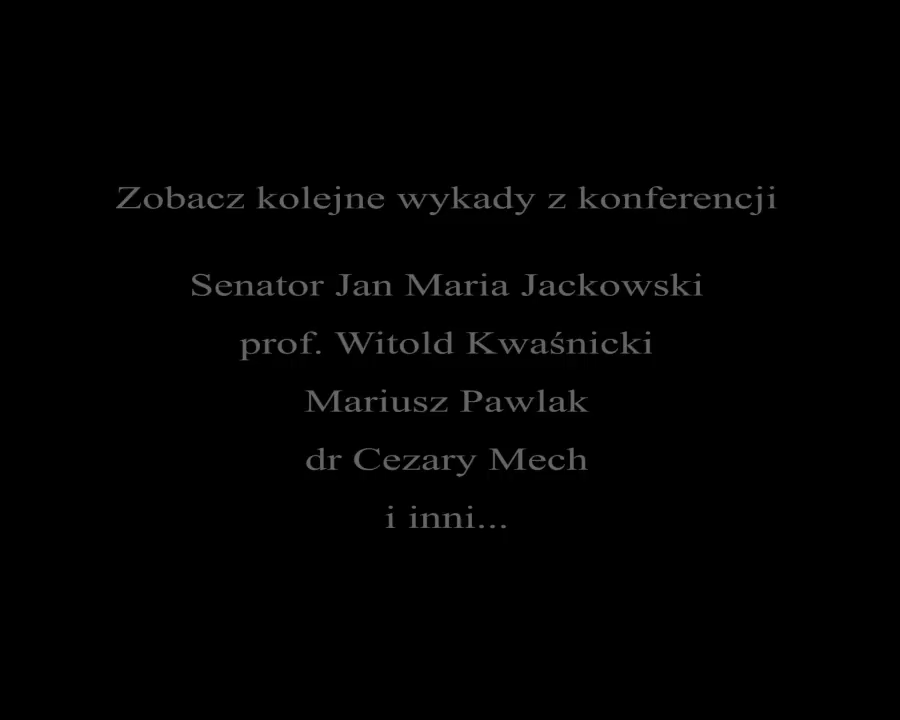 Zobacz kolejne wykady z konferencji
Senator Jan Maria Jackowski
prof. Witold Kwaśnicki
Mariusz Pawlak
dr Cezary Mech
i inni...